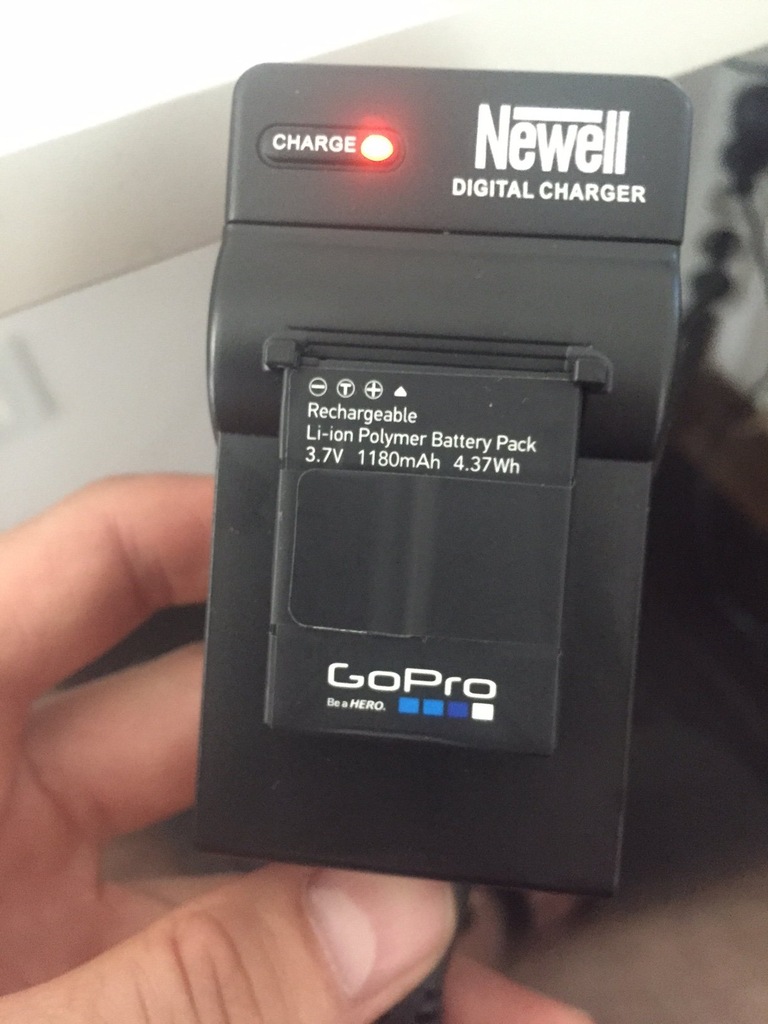 CHARGE
Newell
DIGITAL CHARGER
Rechargeable
Li-ion Polymer Battery Pack
3.7V 1180mAh 4.37Wh
GoPro
Be a HERO.